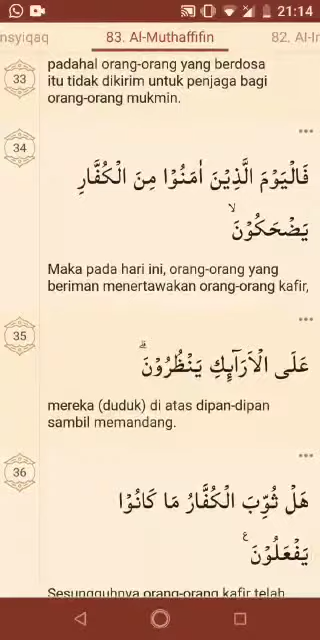 21:14
nsyiqaq
83. Al-Muthaffifin
82. Al-In
33
padahal orang-orang yang berdosa
itu tidak dikirim untuk penjaga bagi
orang-orang mukmin.
34
فَالْيَوْمَ الَّذِيْنَ اٰمَنُوْا مِنَ الْكُفَّارِ
يَضْحَكُوْنَۙ
Maka pada hari ini, orang-orang yang
beriman menertawakan orang-orang kafir,
35
عَلَى الْاَرَاۤىِٕكِ يَنْظُرُوْنَۗ
mereka (duduk) di atas dipan-dipan
sambil memandang.
36
هَلْ ثُوِّبَ الْكُفَّارُ مَا كَانُوْا
يَفْعَلُوْنَ ࣖ
Sesungguhnya orang-orang kafir telah